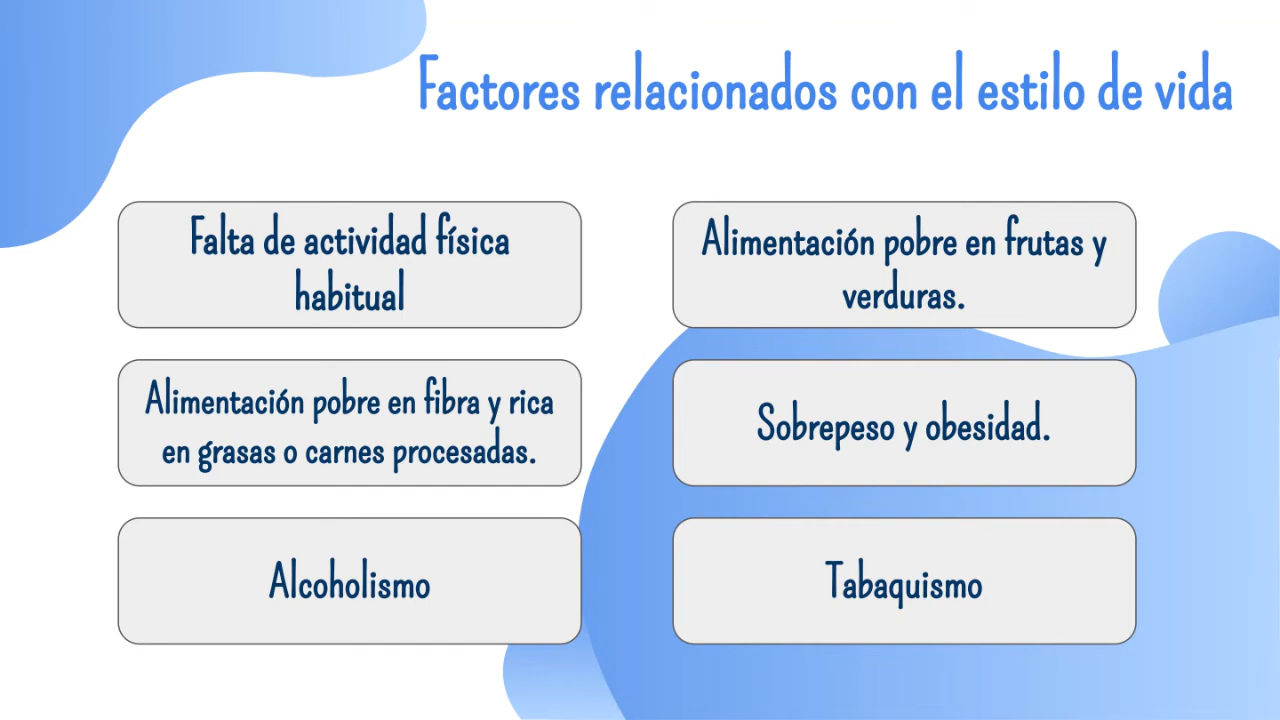 Factores relacionados con el estilo de vida
Falta de actividad física
habitual
Alimentación pobre en frutas y
verduras.
Alimentación pobre en fibra y rica
en grasas o carnes procesadas.
Sobrepeso y obesidad.
Alcoholismo
Tabaquismo